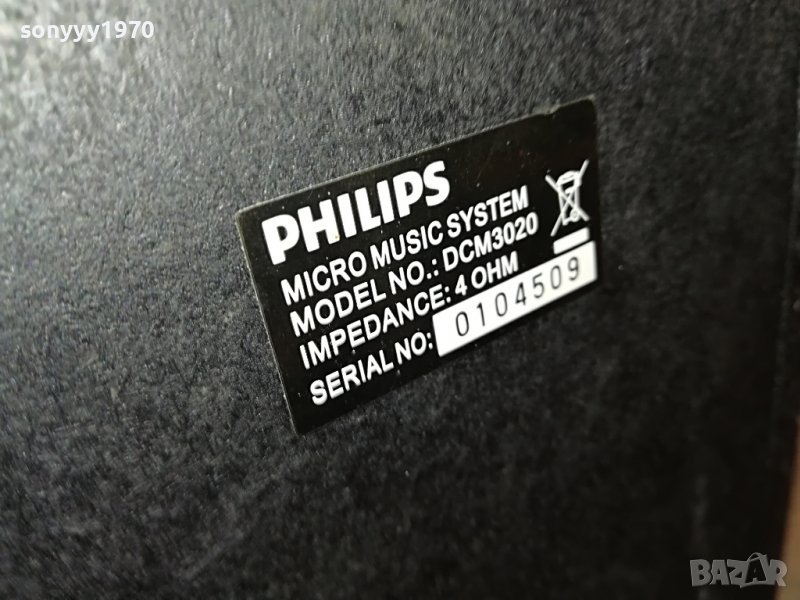 sonyyy1970
PHILIPS
MICRO MUSIC SYSTEM
MODEL NO.: DCM3020
IMPEDANCE: 4 OHM
SERIAL NO: 0104509
BAZAR